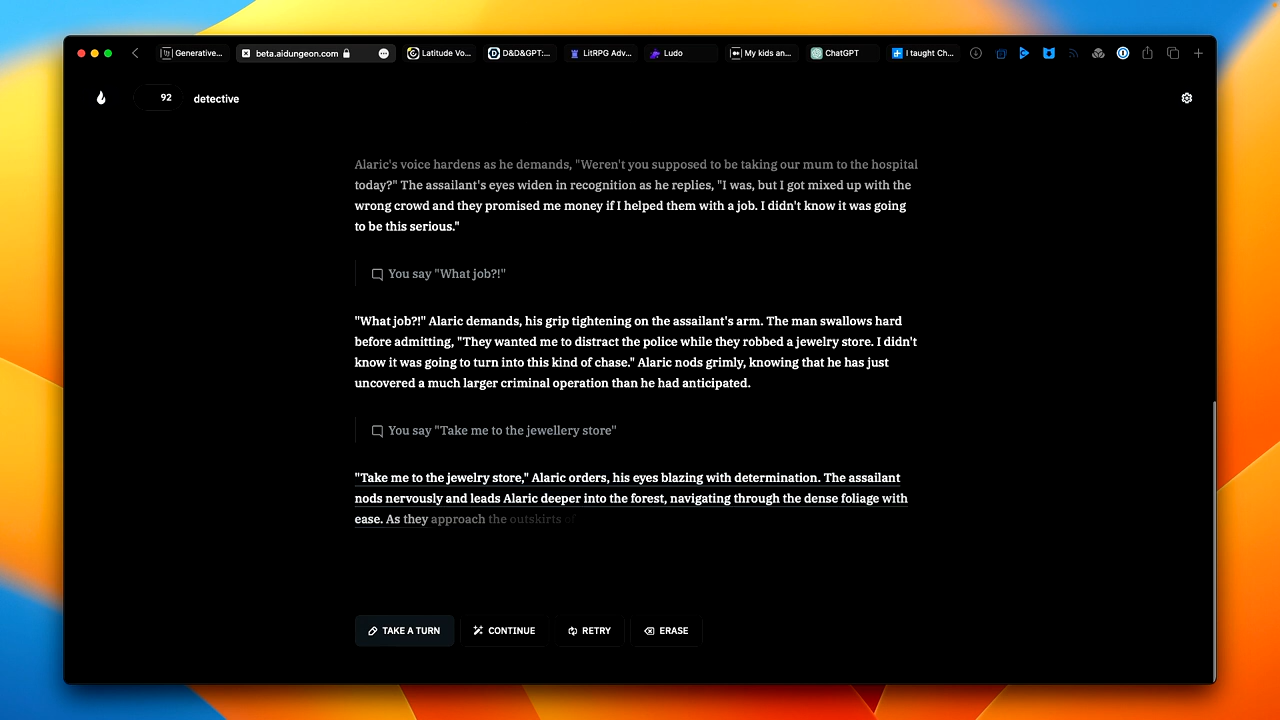 Generative...
beta.aidungeon.com
Latitude Vo...
D&D&GPT:...
LitRPG Adv...
Ludo
My kids an...
ChatGPT
I taught Ch...
92
detective
Alaric's voice hardens as he demands, "Weren't you supposed to be taking our mum to the hospital
today?" The assailant's eyes widen in recognition as he replies, "I was, but I got mixed up with the
wrong crowd and they promised me money if I helped them with a job. I didn't know it was going
to be this serious."
You say "What job?!"
"What job?!" Alaric demands, his grip tightening on the assailant's arm. The man swallows hard
before admitting, "They wanted me to distract the police while they robbed a jewelry store. I didn't
know it was going to turn into this kind of chase." Alaric nods grimly, knowing that he has just
uncovered a much larger criminal operation than he had anticipated.
You say "Take me to the jewellery store"
"Take me to the jewelry store," Alaric orders, his eyes blazing with determination. The assailant
nods nervously and leads Alaric deeper into the forest, navigating through the dense foliage with
ease. As they approach the outskirts of
TAKE A TURN
CONTINUE
RETRY
ERASE